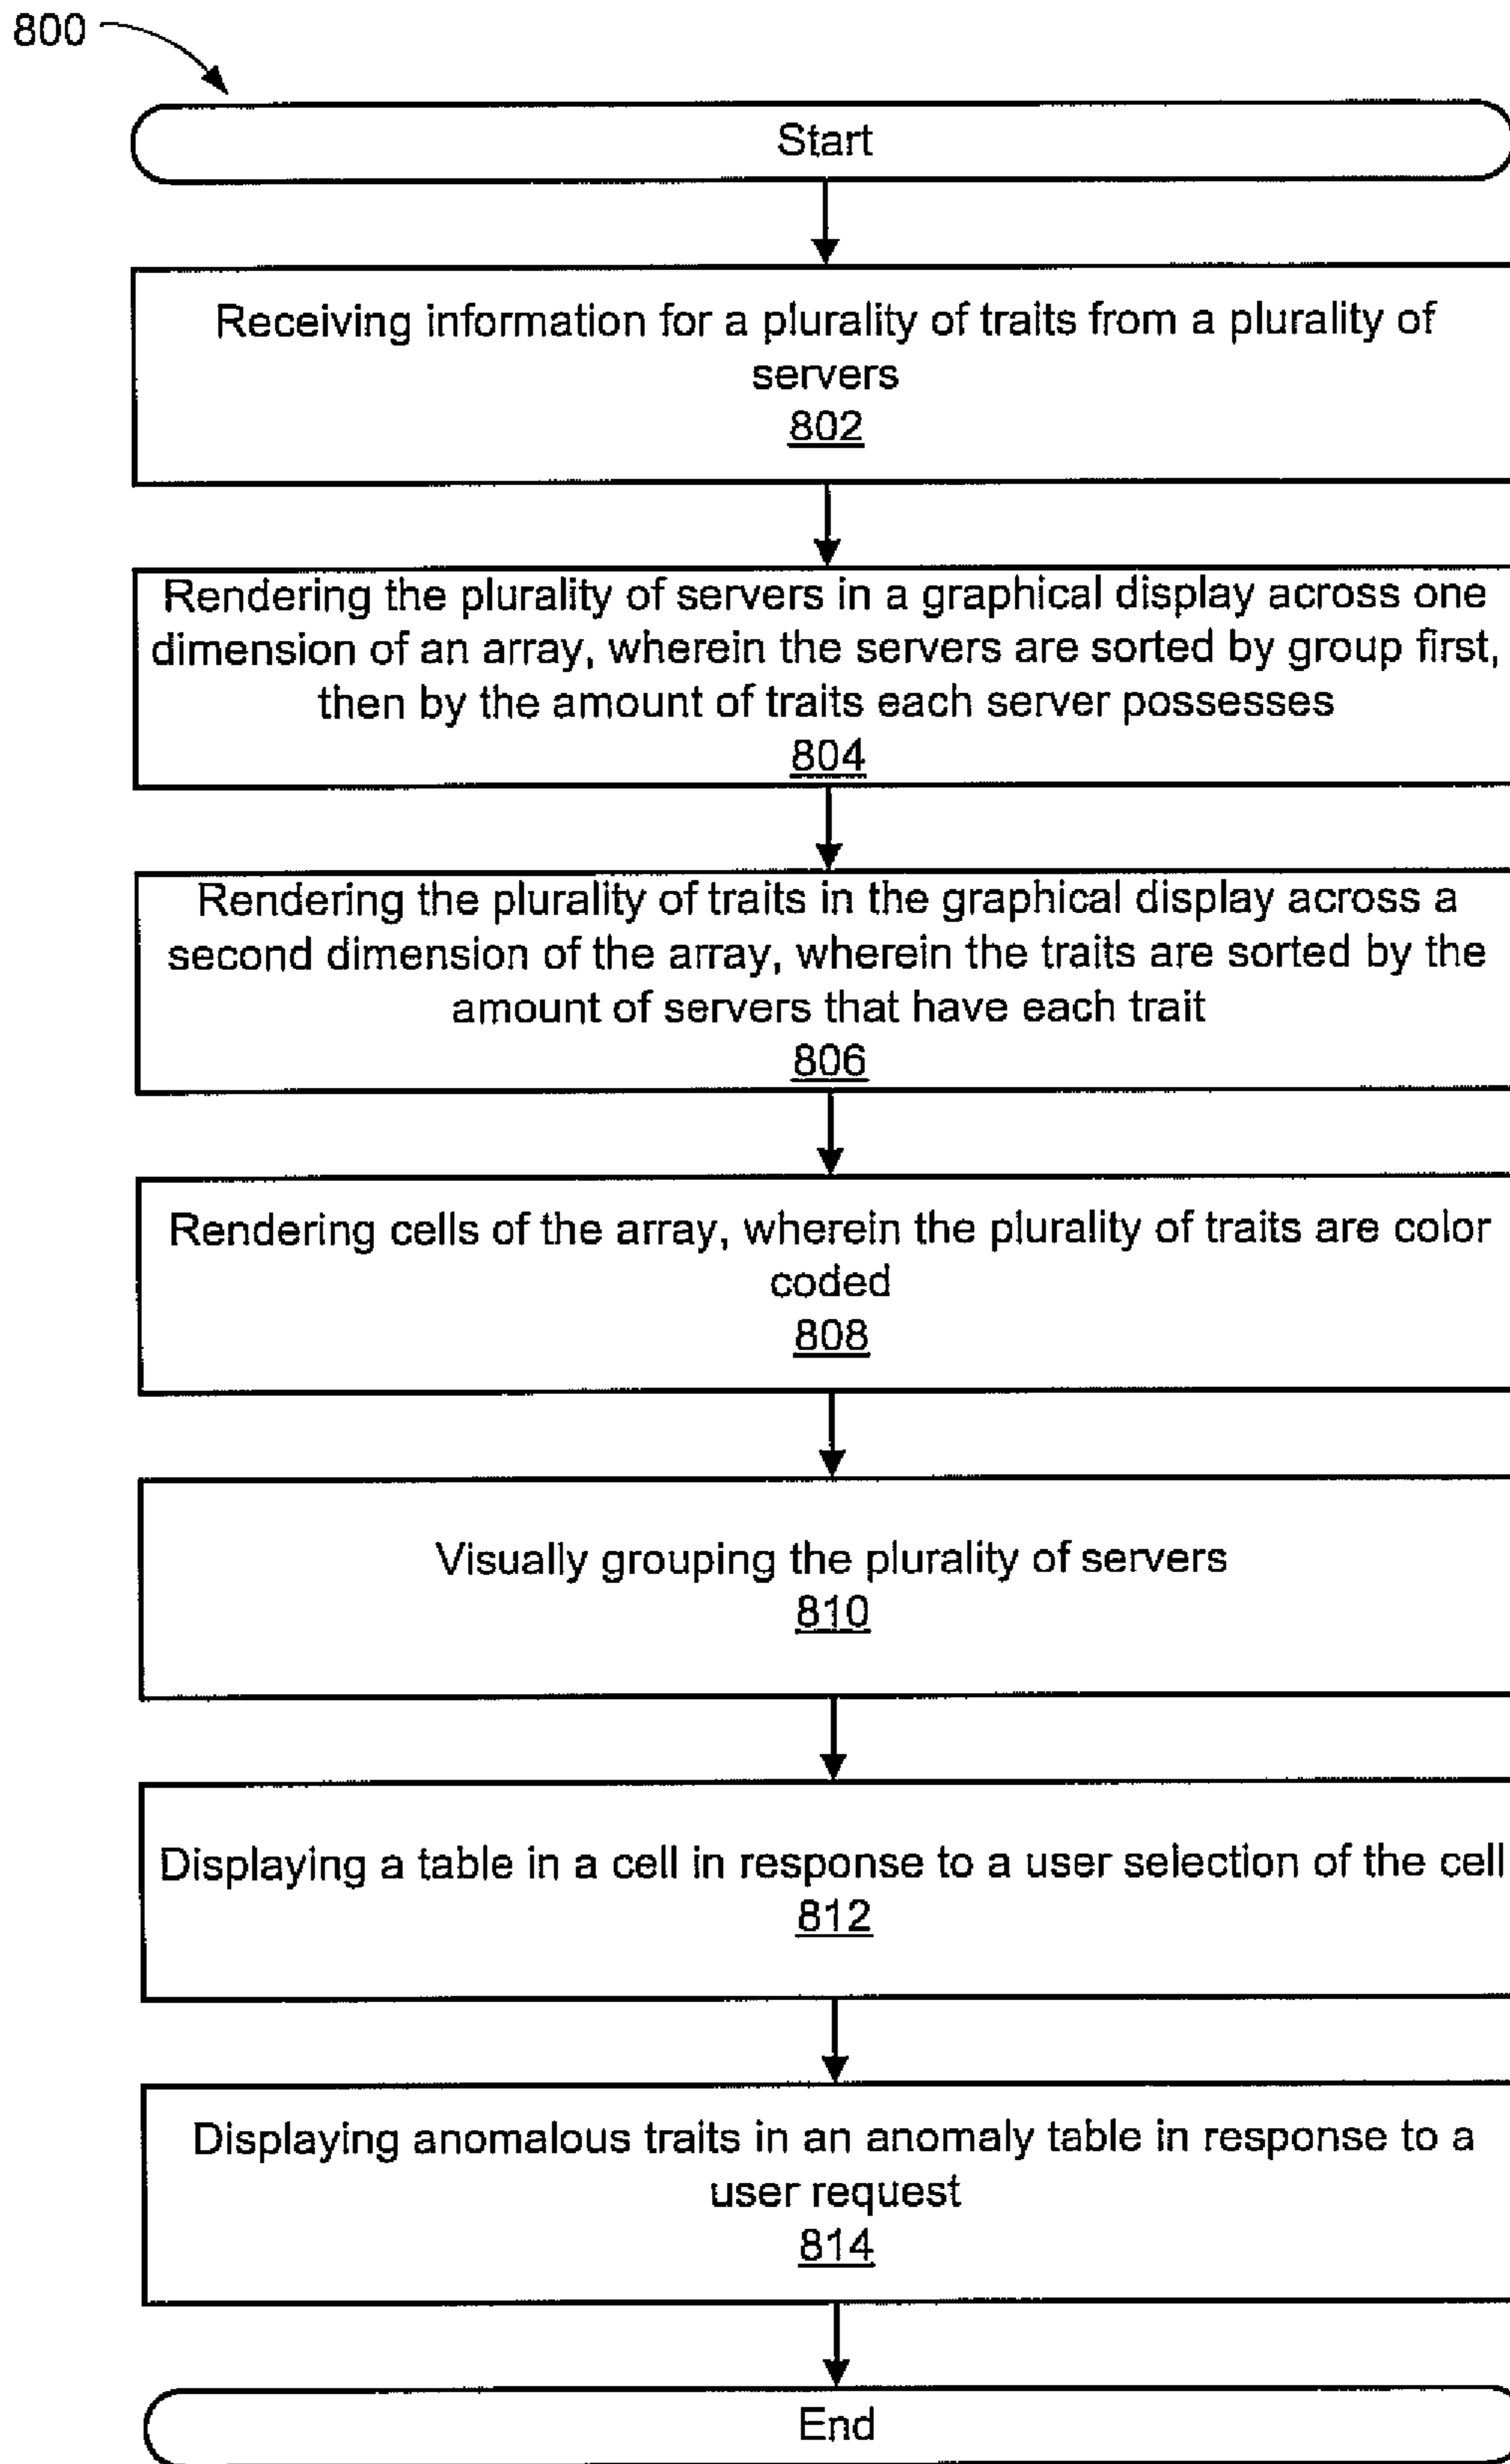 800
Start
Receiving information for a plurality of traits from a plurality of
servers
802
Rendering the plurality of servers in a graphical display across one
dimension of an array, wherein the servers are sorted by group first,
then by the amount of traits each server possesses
804
Rendering the plurality of traits in the graphical display across a
second dimension of the array, wherein the traits are sorted by the
amount of servers that have each trait
806
Rendering cells of the array, wherein the plurality of traits are color
coded
808
Visually grouping the plurality of servers
810
Displaying a table in a cell in response to a user selection of the cell
812
Displaying anomalous traits in an anomaly table in response to a
user request
814
End